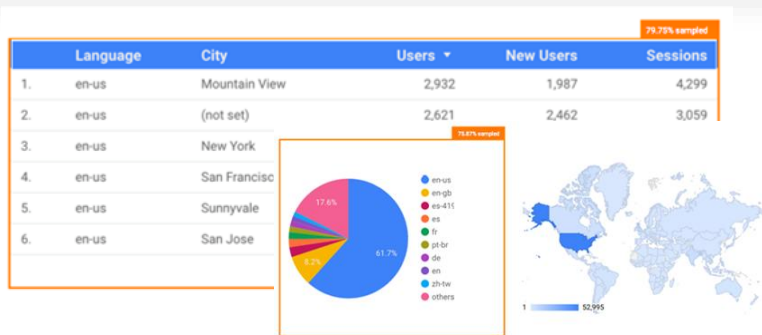 79.75% sampled
Language City Users New Users Sessions
1. en-us Mountain View 2,932 1,987 4,299
2. en-us (not set) 2,621 2,462 3,059
3. en-us New York
4. en-us San Francisc
5. en-us Sunnyvale
6. en-us San Jose
sampled
17.6%
8.2%
61.7%
en-us
en-gb
es-419
es
fr
pt-br
de
en
zh-tw
others
1 52,995